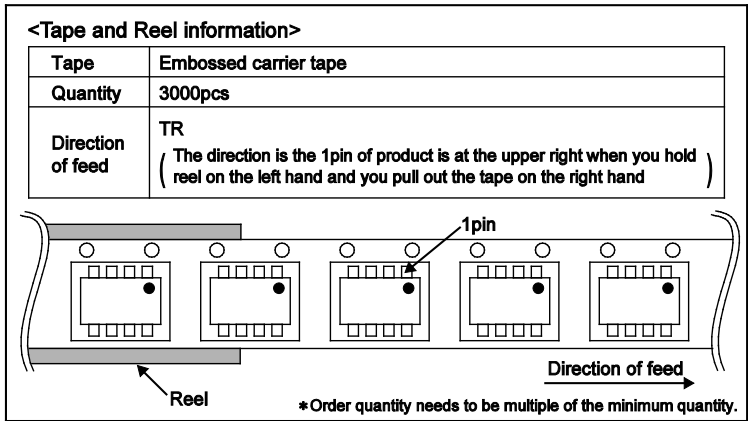 <Tape and Reel information>
Tape Embossed carrier tape
Quantity 3000pcs
Direction of feed TR
( The direction is the 1pin of product is at the upper right when you hold
reel on the left hand and you pull out the tape on the right hand )
1pin
Direction of feed
Reel
*Order quantity needs to be multiple of the minimum quantity.